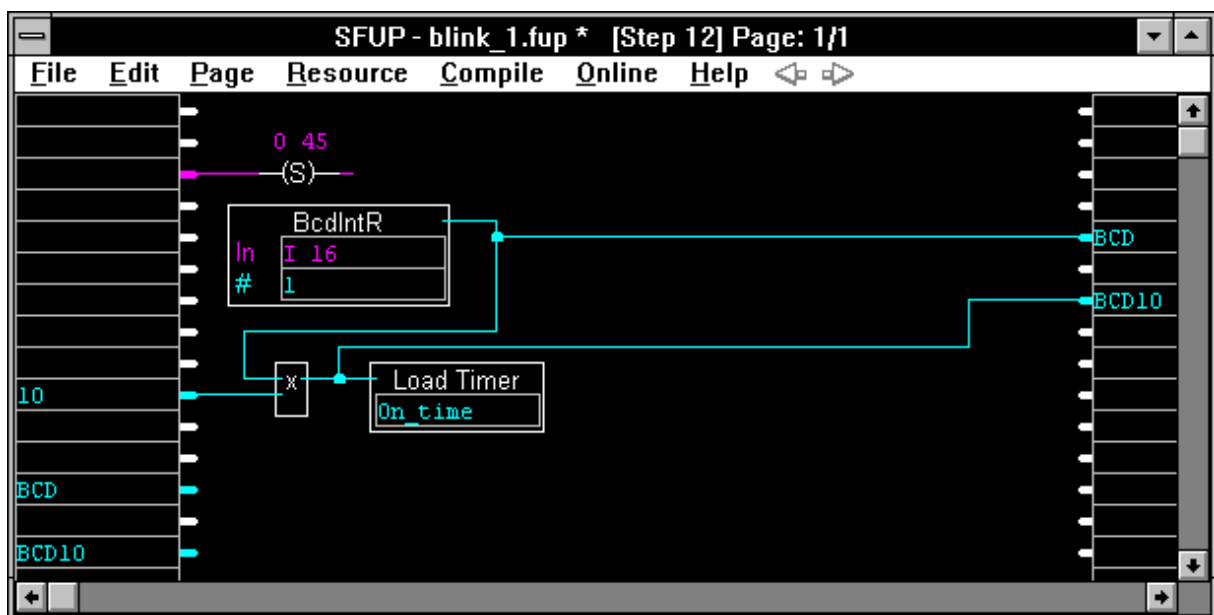 SFUP - blink_1.fup * [Step 12] Page: 1/1
File Edit Page Resource Compile Online Help
O 45
(S)
BcdIntR
In I 16
# 1
BCD
BCD10
10
x
Load Timer
On_time
BCD
BCD10